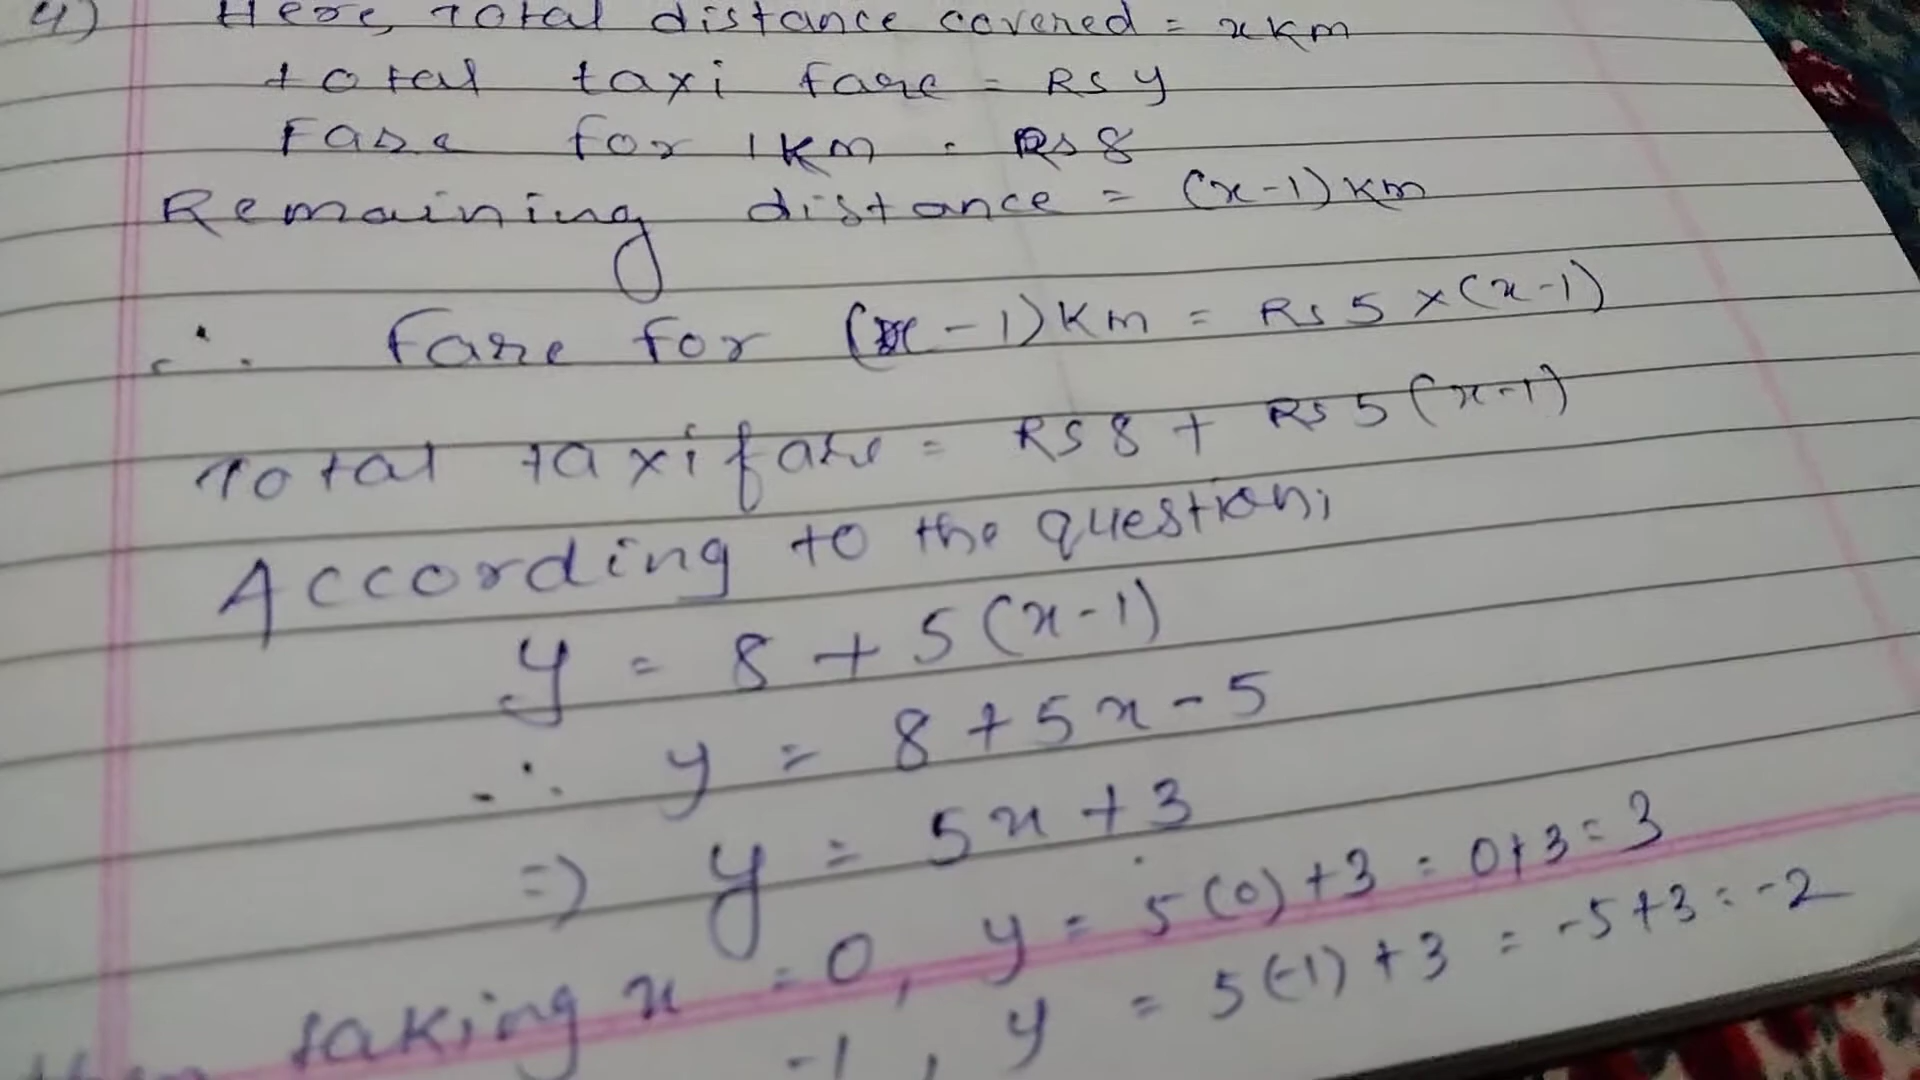 4) Here, Total distance covered = x km
total taxi fare = RS y
Fare for 1 km = RS 8
Remaining distance = (x-1) km
∴ fare for (x-1) km = RS 5 × (x-1)
Total taxi fare = RS 8 + RS 5 (x-1)
According to the question,
y = 8 + 5 (x-1)
∴ y = 8 + 5x - 5
=) y = 5x + 3
taking x = 0, y = 5(0) + 3 = 0+3 = 3
-1, y = 5(-1) + 3 = -5+3 = -2